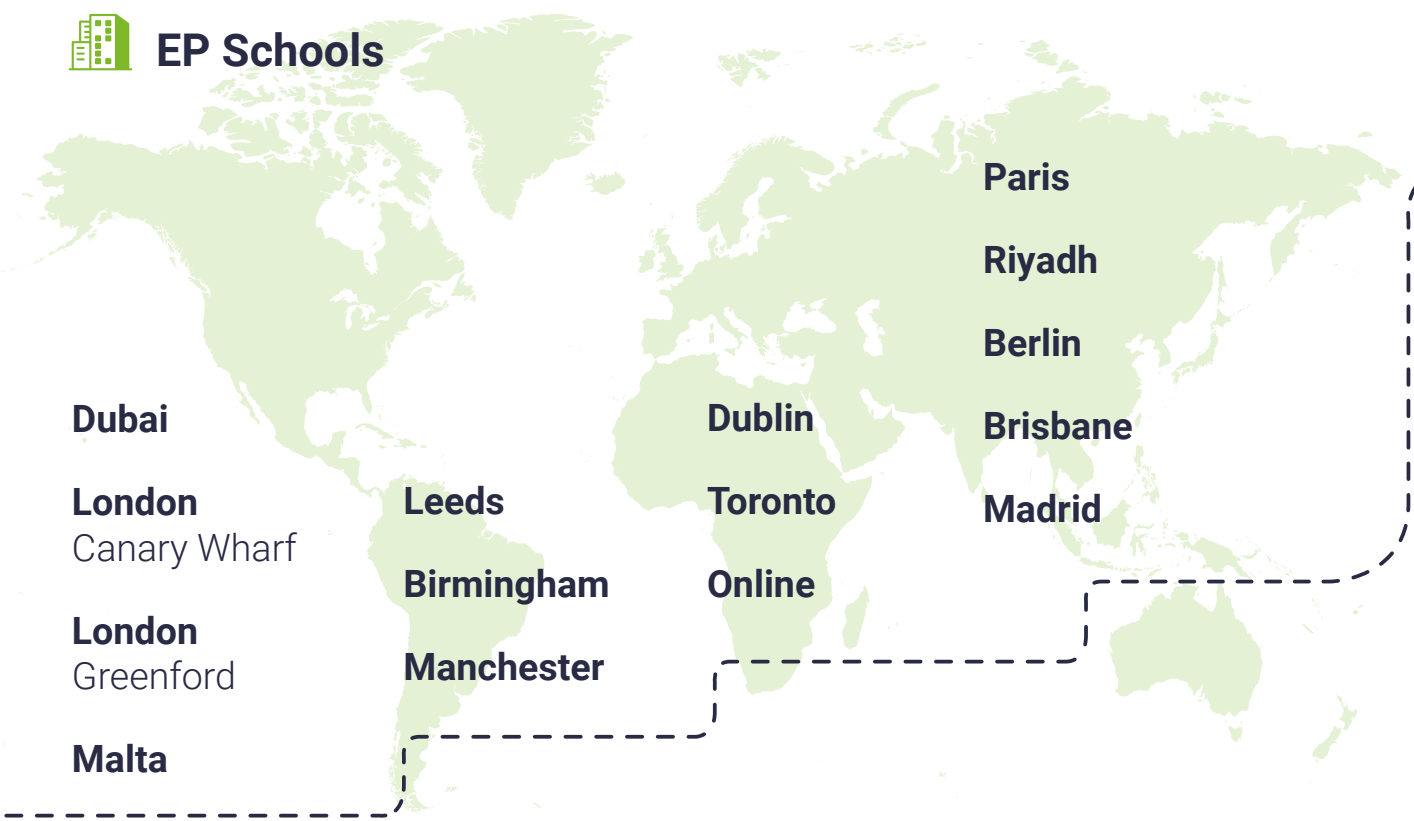 EP Schools
Dubai
London
Canary Wharf
London
Greenford
Malta
Leeds
Birmingham
Manchester
Dublin
Toronto
Online
Paris
Riyadh
Berlin
Brisbane
Madrid